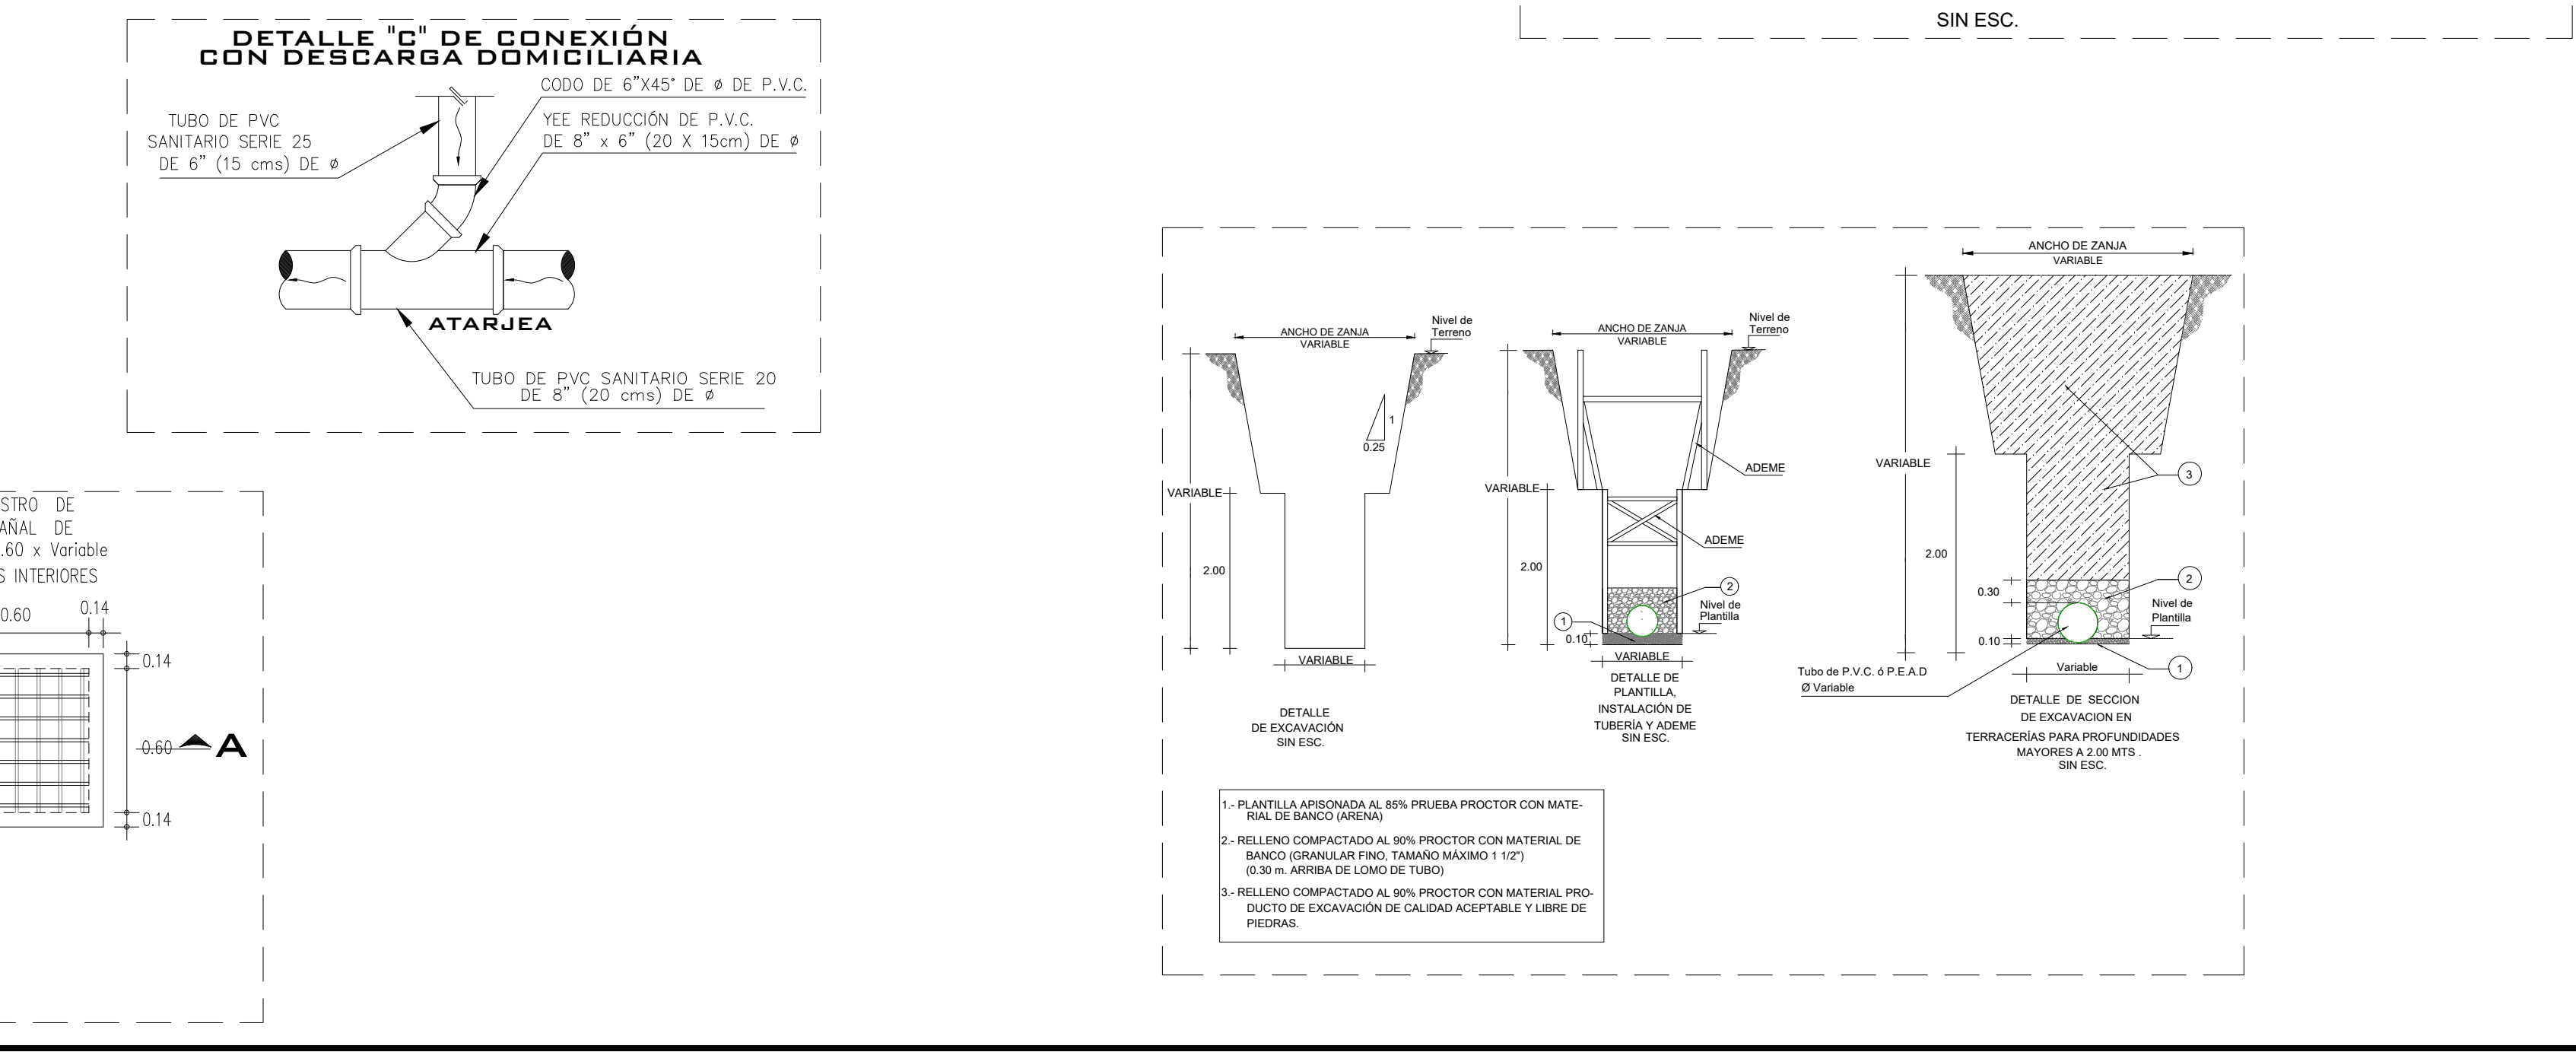 SIN ESC.
DETALLE "C" DE CONEXIÓN
CON DESCARGA DOMICILIARIA
CODO DE 6"X45° DE ø DE P.V.C.
YEE REDUCCIÓN DE P.V.C.
DE 8" x 6" (20 X 15cm) DE ø
TUBO DE PVC
SANITARIO SERIE 25
DE 6" (15 cms) DE ø
ATARJEA
TUBO DE PVC SANITARIO SERIE 20
DE 8" (20 cms) DE ø
STRO DE
AÑAL DE
.60 x Variable
S INTERIORES
0.60
0.14
0.14
0.60
A
0.14
ANCHO DE ZANJA
VARIABLE
Nivel de
Terreno
1
0.25
VARIABLE
2.00
VARIABLE
DETALLE
DE EXCAVACIÓN
SIN ESC.
ANCHO DE ZANJA
VARIABLE
Nivel de
Terreno
ADEME
VARIABLE
ADEME
2.00
2
Nivel de
Plantilla
1
0.10
VARIABLE
DETALLE DE
PLANTILLA,
INSTALACIÓN DE
TUBERÍA Y ADEME
SIN ESC.
ANCHO DE ZANJA
VARIABLE
VARIABLE
3
2.00
2
0.30
Nivel de
Plantilla
0.10
1
Variable
Tubo de P.V.C. ó P.E.A.D
Ø Variable
DETALLE DE SECCION
DE EXCAVACION EN
TERRACERÍAS PARA PROFUNDIDADES
MAYORES A 2.00 MTS .
SIN ESC.
1.- PLANTILLA APISONADA AL 85% PRUEBA PROCTOR CON MATE-
RIAL DE BANCO (ARENA)
2.- RELLENO COMPACTADO AL 90% PROCTOR CON MATERIAL DE
BANCO (GRANULAR FINO, TAMAÑO MÁXIMO 1 1/2")
(0.30 m. ARRIBA DE LOMO DE TUBO)
3.- RELLENO COMPACTADO AL 90% PROCTOR CON MATERIAL PRO-
DUCTO DE EXCAVACIÓN DE CALIDAD ACEPTABLE Y LIBRE DE
PIEDRAS.